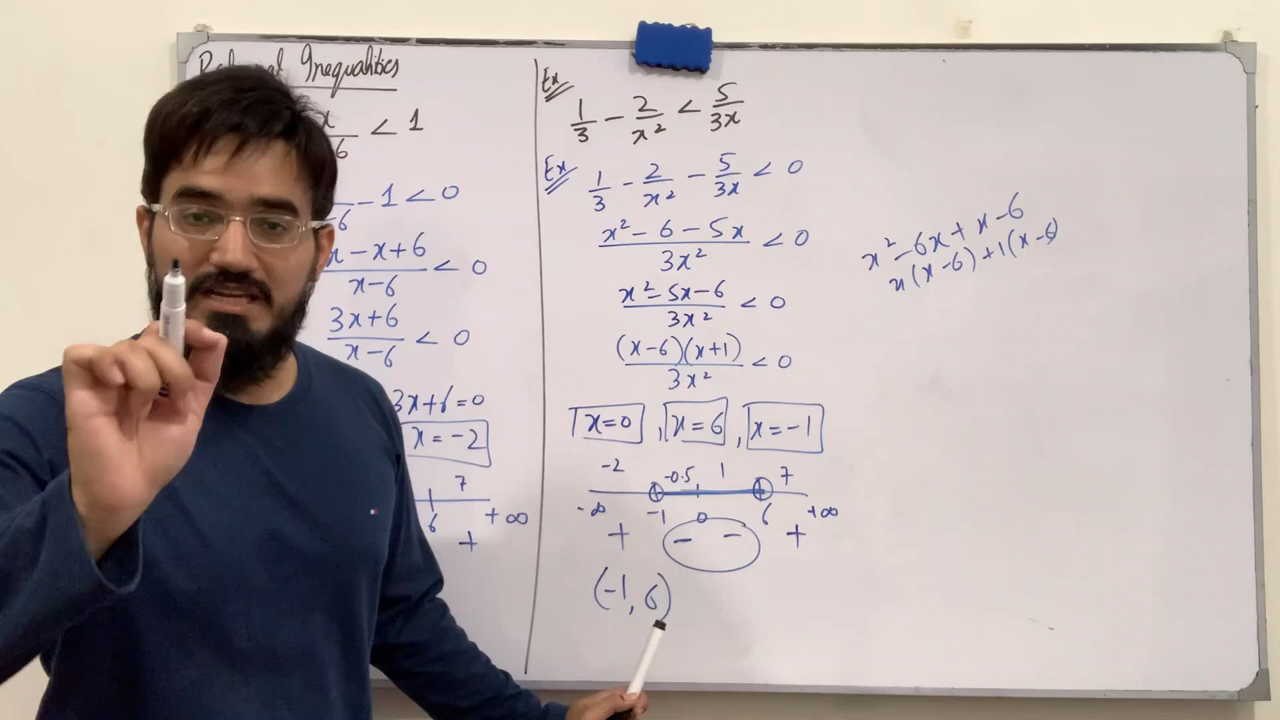 Inequalities
x
6 < 1
- 1 < 0
-6
x - x + 6
x - 6 < 0
3x + 6
x - 6 < 0
3x + 6 = 0
x = -2
7
6 + ∞
+
Ex
1/3 - 2/x² < 5/3x
Ex
1/3 - 2/x² - 5/3x < 0
x² - 6 - 5x
3x² < 0
x² - 5x - 6
3x² < 0
(x-6)(x+1)
3x² < 0
x=0 , x=6 , x=-1
-2 -0.5 1 7
-∞ -1 0 6 +∞
+ - - +
(-1, 6)
x² - 6x + x - 6
x(x-6) + 1(x-6)